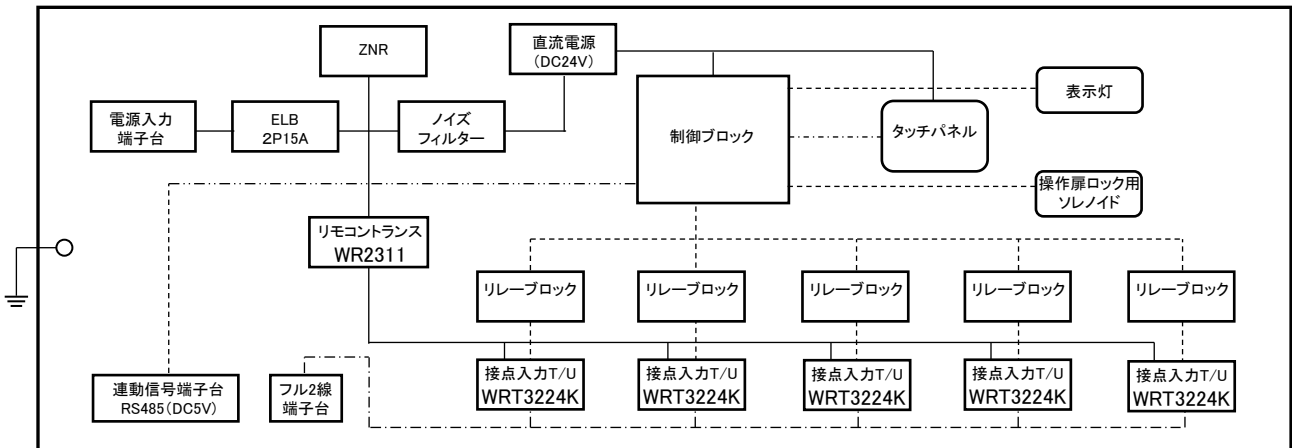 ZNR
直流電源
(DC24V)
電源入力
端子台
ELB
2P15A
ノイズ
フィルター
制御ブロック
タッチパネル
表示灯
操作扉ロック用
ソレノイド
リモコントランス
WR2311
リレーブロック
リレーブロック
リレーブロック
リレーブロック
リレーブロック
連動信号端子台
RS485(DC5V)
フル2線
端子台
接点入力T/U
WRT3224K
接点入力T/U
WRT3224K
接点入力T/U
WRT3224K
接点入力T/U
WRT3224K
接点入力T/U
WRT3224K